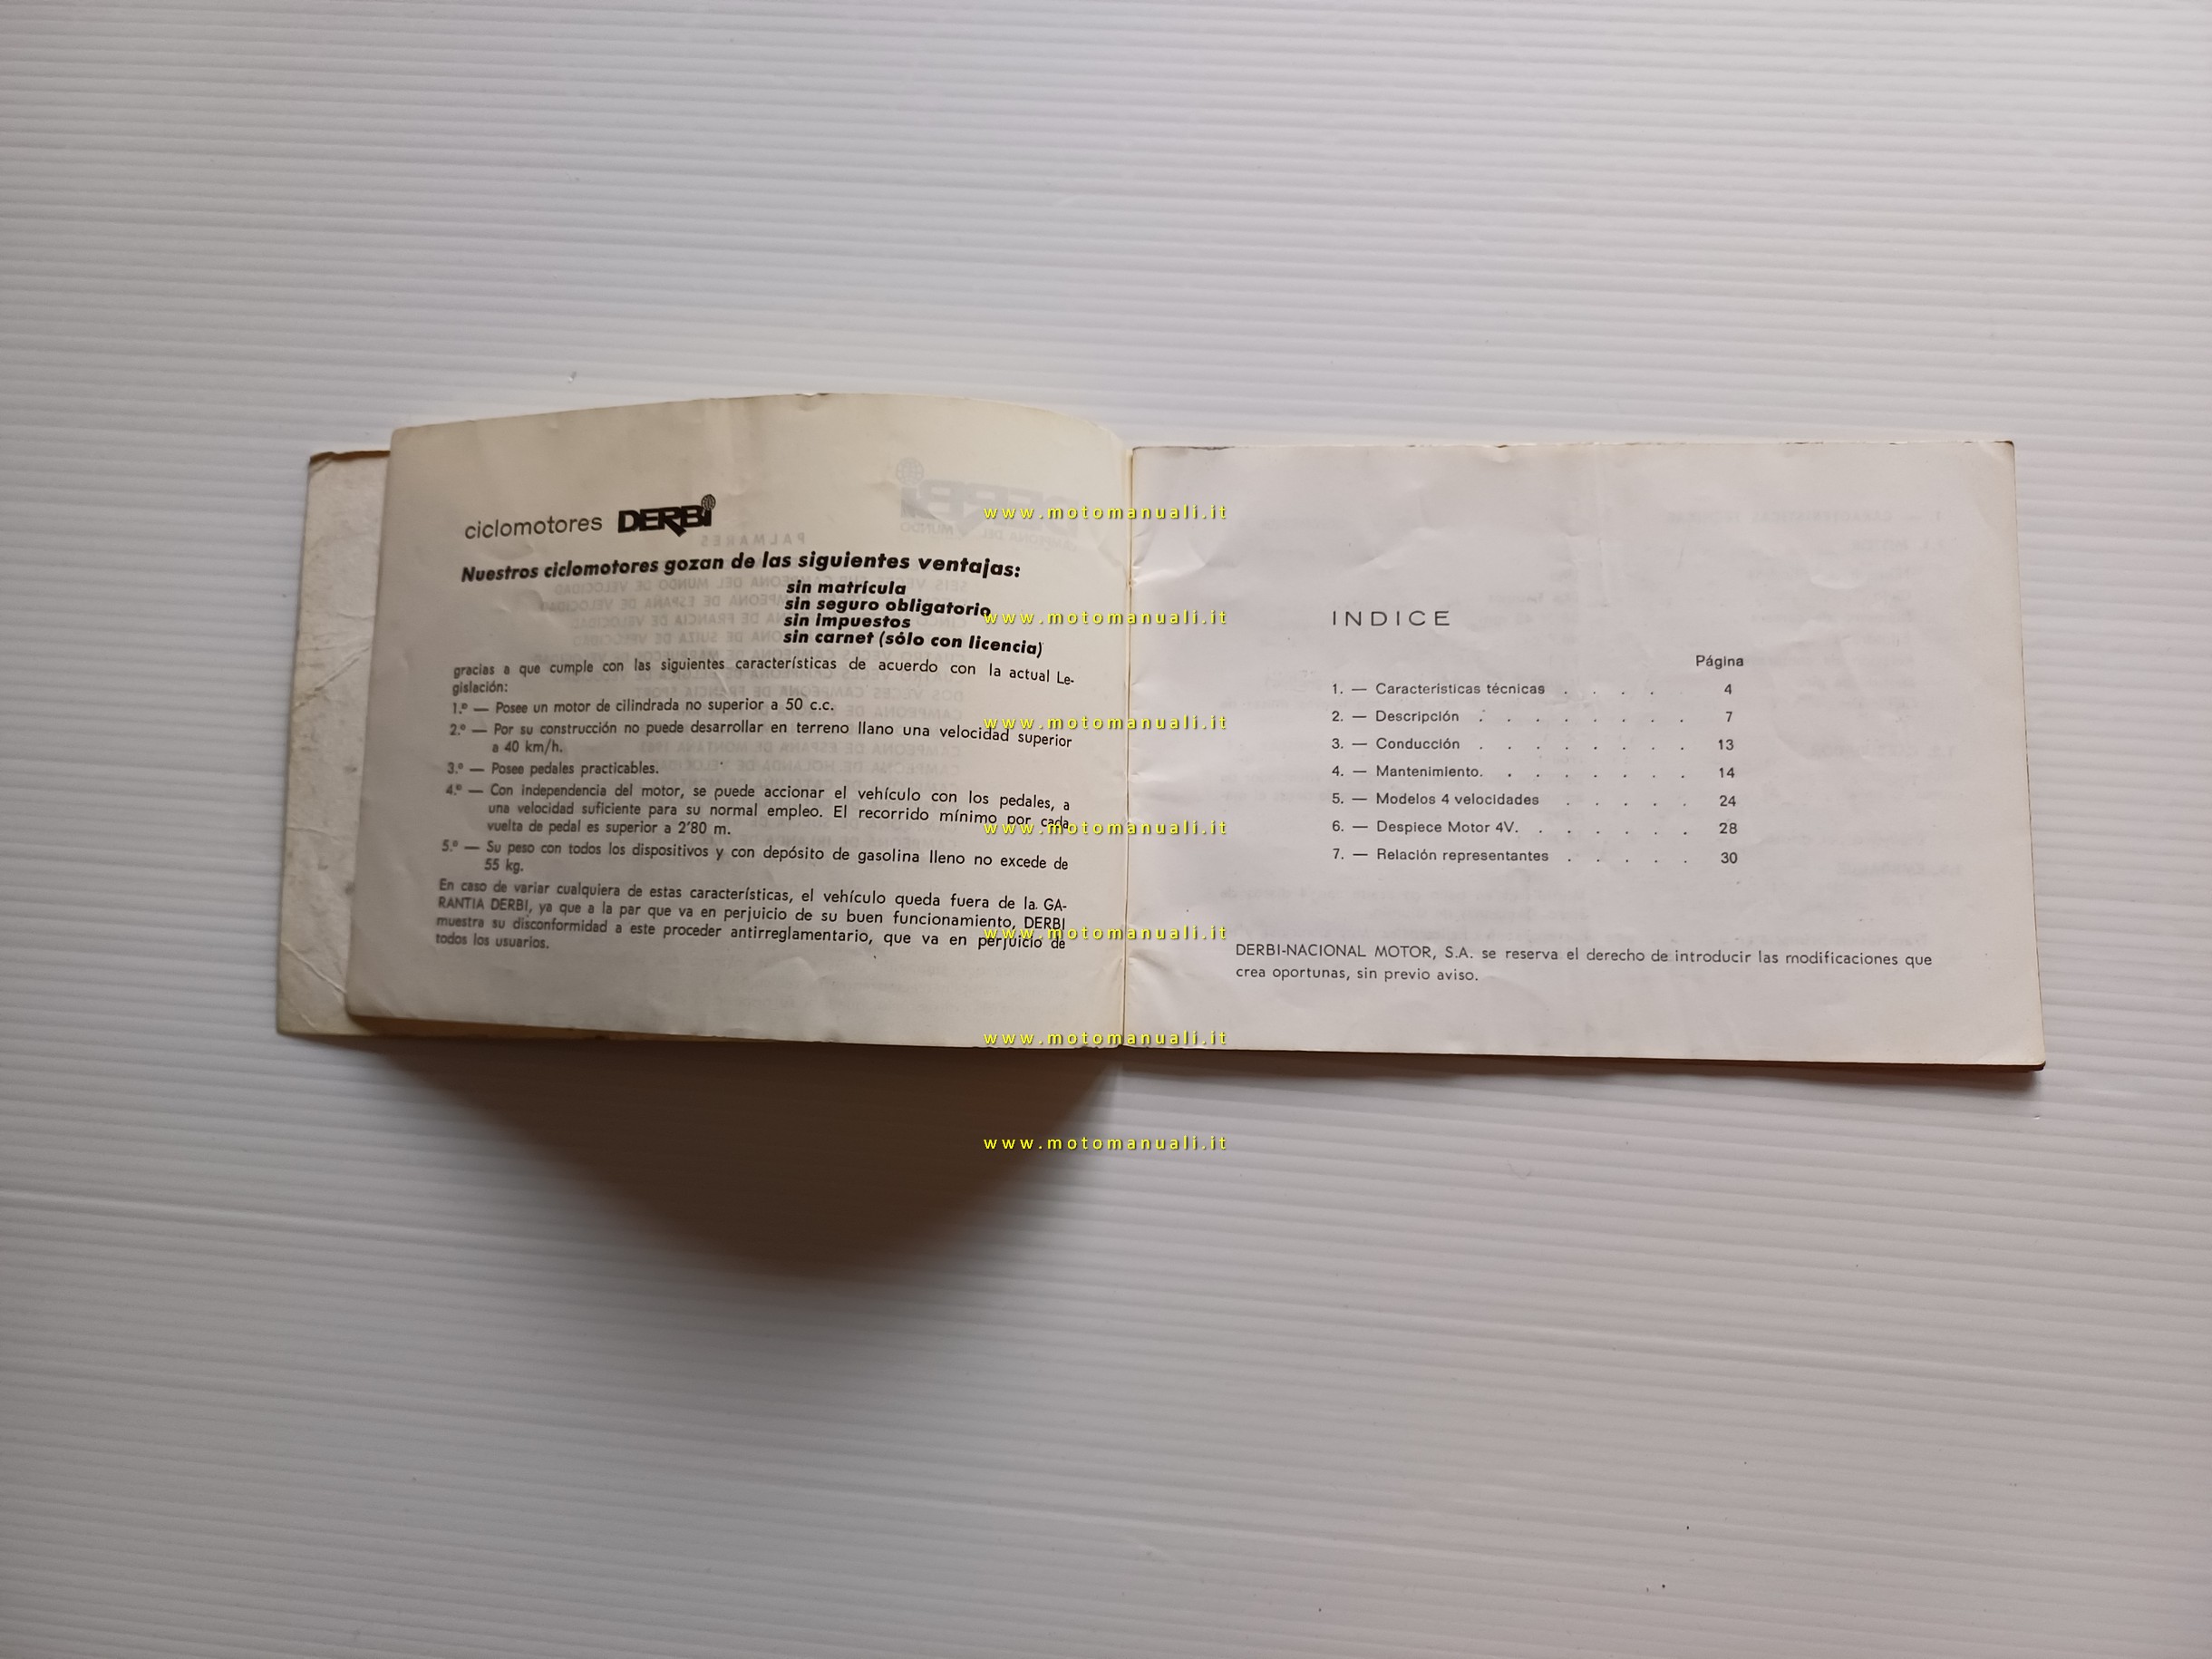 ciclomotores DERBI
Nuestros ciclomotores gozan de las siguientes ventajas:
sin matrícula
sin seguro obligatorio
sin impuestos
sin carnet (sólo con licencia)
gracias a que cumple con las siguientes características de acuerdo con la actual Le-
gislación:
1.º — Posee un motor de cilindrada no superior a 50 c.c.
2.º — Por su construcción no puede desarrollar en terreno llano una velocidad superior
a 40 km/h.
3.º — Posee pedales practicables.
4.º — Con independencia del motor, se puede accionar el vehículo con los pedales, a
una velocidad suficiente para su normal empleo. El recorrido mínimo por cada
vuelta de pedal es superior a 2'80 m.
5.º — Su peso con todos los dispositivos y con depósito de gasolina lleno no excede de
55 kg.
En caso de variar cualquiera de estas características, el vehículo queda fuera de la GA-
RANTIA DERBI, ya que a la par que va en perjuicio de su buen funcionamiento, DERBI
muestra su disconformidad a este proceder antirreglamentario, que va en perjuicio de
todos los usuarios.
INDICE
Página
1. — Características técnicas . . . . 4
2. — Descripción . . . . . . . . 7
3. — Conducción . . . . . . . . 13
4. — Mantenimiento. . . . . . . . 14
5. — Modelos 4 velocidades . . . . . 24
6. — Despiece Motor 4V. . . . . . . 28
7. — Relación representantes . . . . . 30
DERBI-NACIONAL MOTOR, S.A. se reserva el derecho de introducir las modificaciones que
crea oportunas, sin previo aviso.
www.motomanuali.it
www.motomanuali.it
www.motomanuali.it
www.motomanuali.it
www.motomanuali.it
www.motomanuali.it
www.motomanuali.it